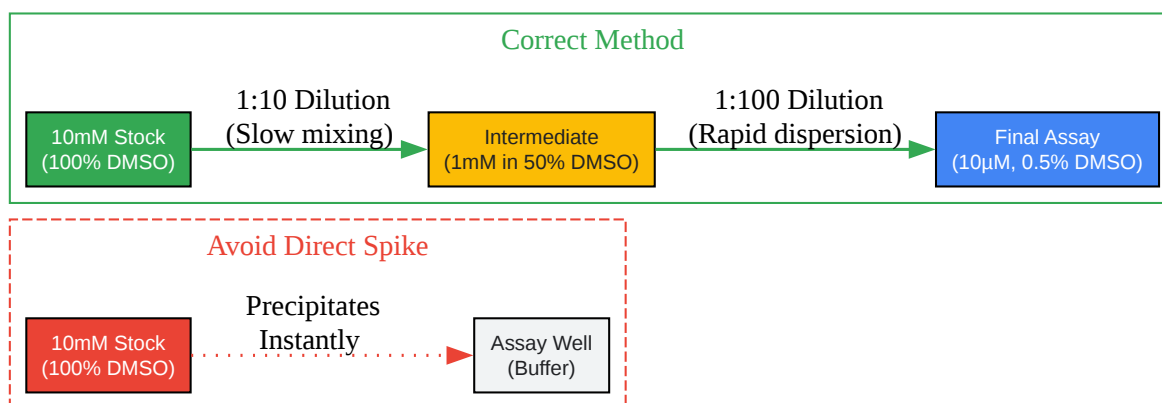 Correct Method
10mM Stock
(100% DMSO)
1:10 Dilution
(Slow mixing)
Intermediate
(1mM in 50% DMSO)
1:100 Dilution
(Rapid dispersion)
Final Assay
(10µM, 0.5% DMSO)
Avoid Direct Spike
10mM Stock
(100% DMSO)
Precipitates
Instantly
Assay Well
(Buffer)